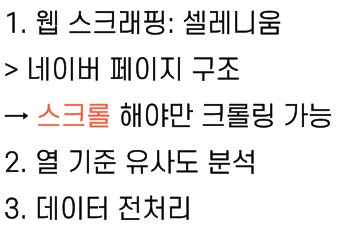 1. 웹 스크래핑: 셀레니움
> 네이버 페이지 구조
→ 스크롤 해야만 크롤링 가능
2. 열 기준 유사도 분석
3. 데이터 전처리